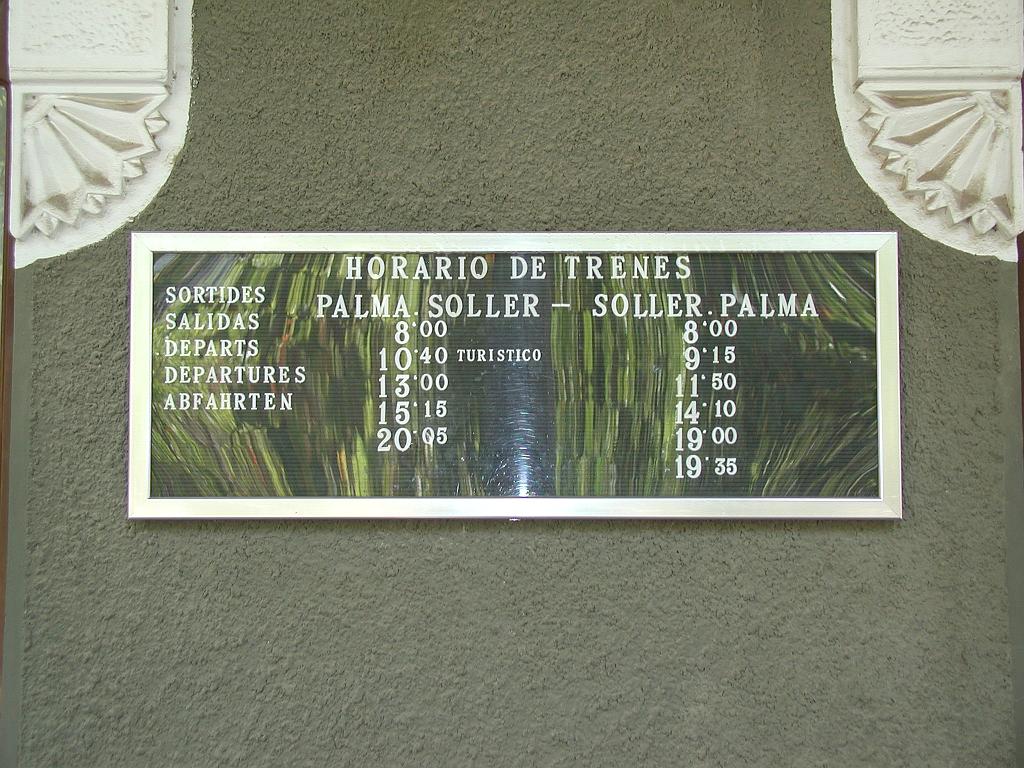 HORARIO DE TRENES
SORTIDES
SALIDAS
DEPARTS
DEPARTURES
ABFAHRTEN
PALMA.SOLLER — SOLLER.PALMA
8'00 8'00
10'40 TURISTICO 9'15
13'00 11'50
15'15 14'10
20'05 19'00
19'35